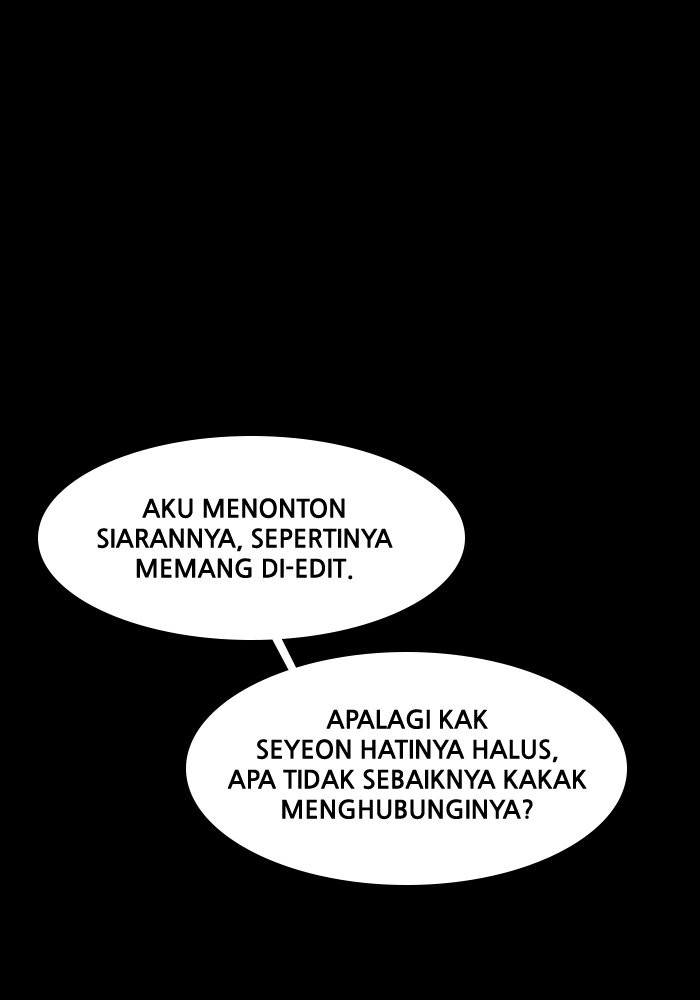 AKU MENONTON
SIARANNYA, SEPERTINYA
MEMANG DI-EDIT.
APALAGI KAK
SEYEON HATINYA HALUS,
APA TIDAK SEBAIKNYA KAKAK
MENGHUBUNGINYA?